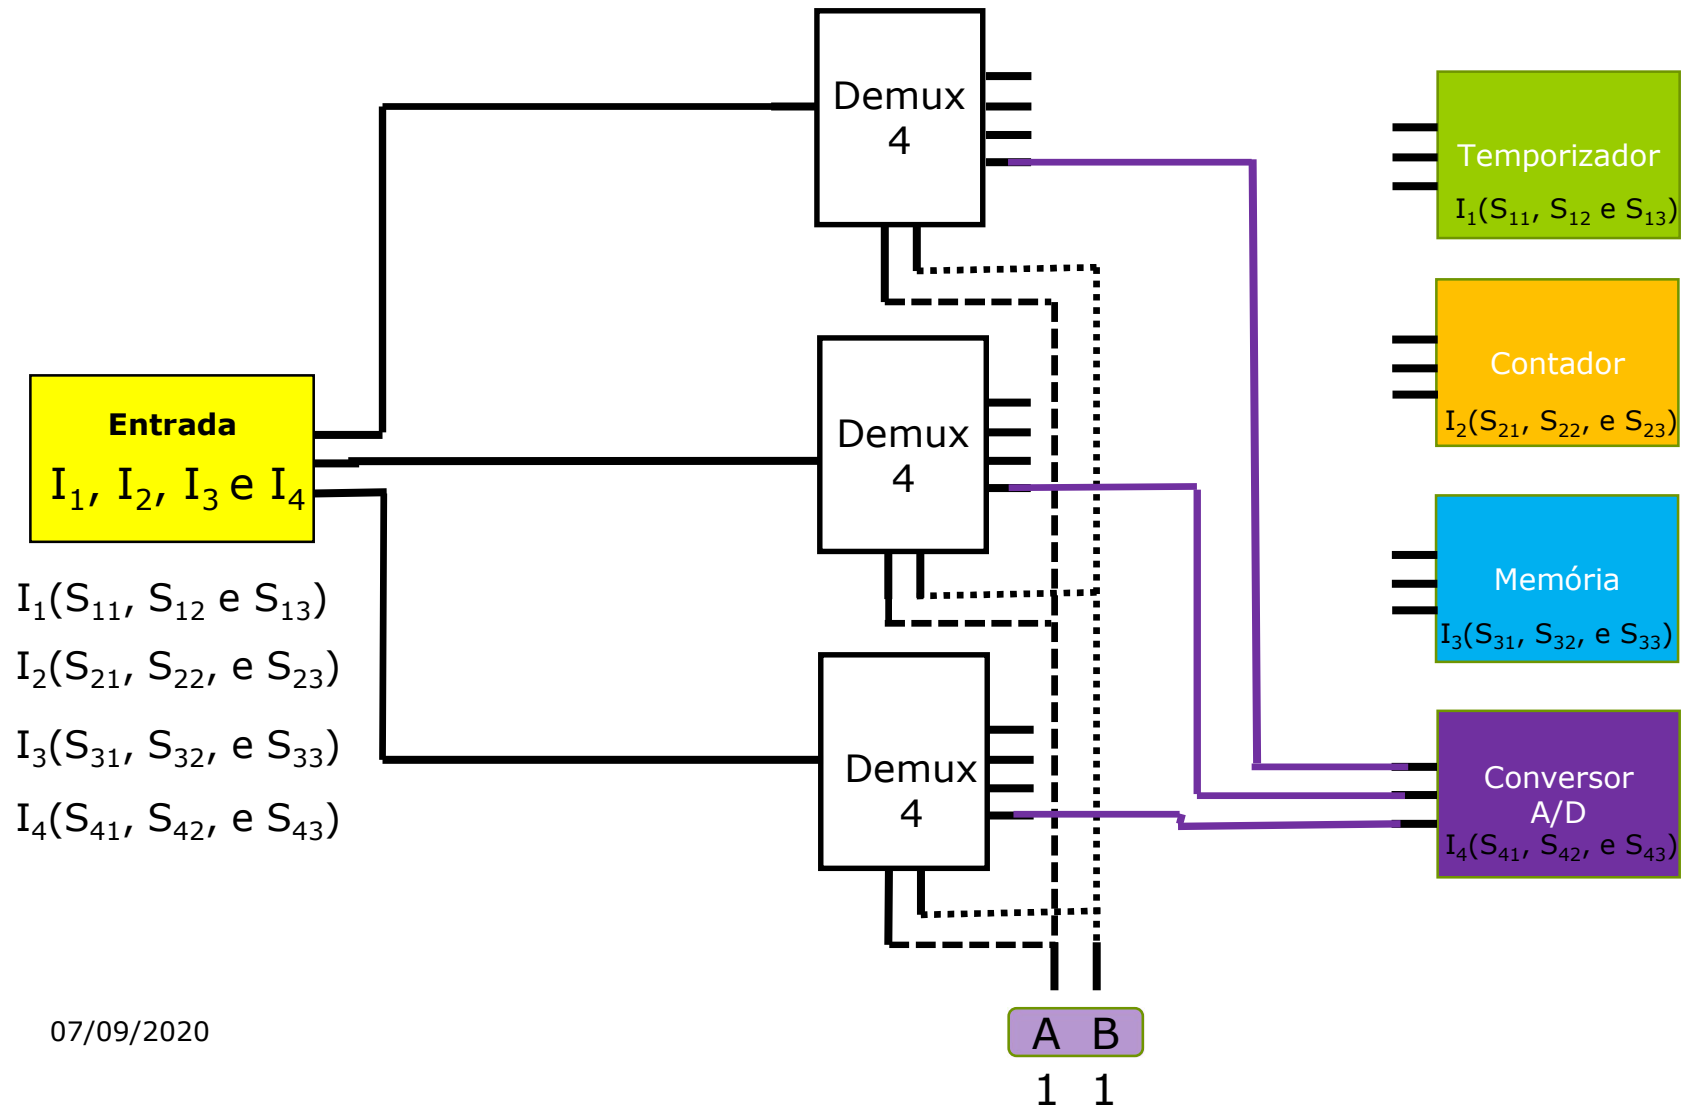 Demux
4
Temporizador
I₁(S₁₁, S₁₂ e S₁₃)
Demux
4
Contador
I₂(S₂₁, S₂₂, e S₂₃)
Entrada
I₁, I₂, I₃ e I₄
Memória
I₃(S₃₁, S₃₂, e S₃₃)
I₁(S₁₁, S₁₂ e S₁₃)
I₂(S₂₁, S₂₂, e S₂₃)
I₃(S₃₁, S₃₂, e S₃₃)
I₄(S₄₁, S₄₂, e S₄₃)
Demux
4
Conversor
A/D
I₄(S₄₁, S₄₂, e S₄₃)
07/09/2020
A B
1 1